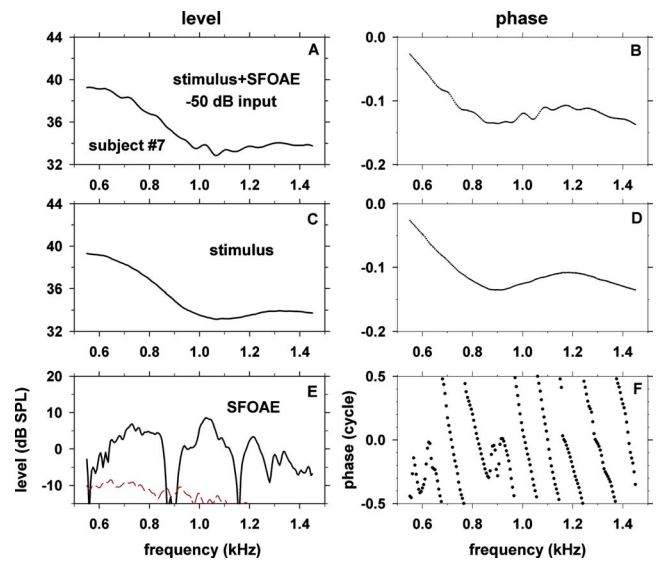 level phase
44 A 0.0 B
40 stimulus+SFOAE
-50 dB input -0.1
36
subject #7
32 -0.2
0.6 0.8 1.0 1.2 1.4 0.6 0.8 1.0 1.2 1.4
44 C 0.0 D
40 stimulus
-0.1
36
32 -0.2
0.6 0.8 1.0 1.2 1.4 0.6 0.8 1.0 1.2 1.4
20 E 0.5 F
SFOAE
10
level (dB SPL) phase (cycle)
0 0.0
-10
-0.5
0.6 0.8 1.0 1.2 1.4 0.6 0.8 1.0 1.2 1.4
frequency (kHz) frequency (kHz)